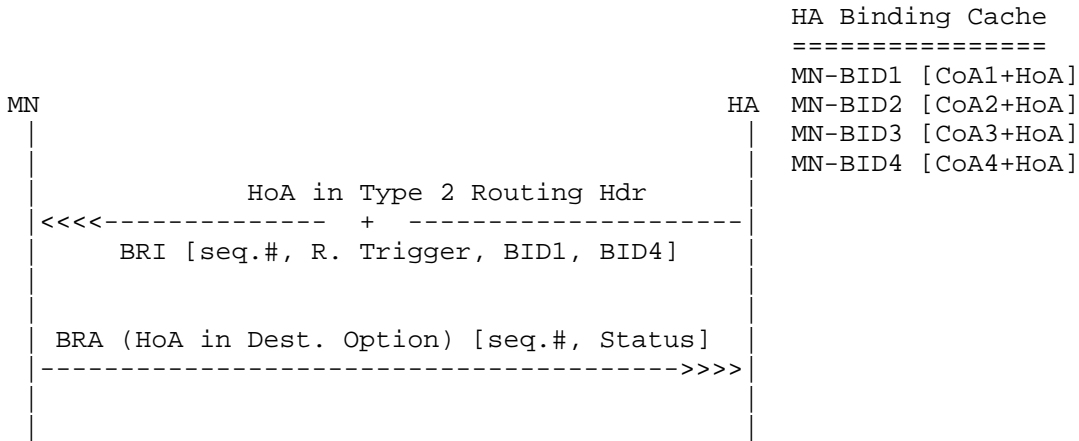 HA Binding Cache
================
MN-BID1 [CoA1+HoA]
MN HA MN-BID2 [CoA2+HoA]
| | MN-BID3 [CoA3+HoA]
| | MN-BID4 [CoA4+HoA]
| HoA in Type 2 Routing Hdr |
|<<<<-------------- + ---------------------|
| BRI [seq.#, R. Trigger, BID1, BID4] |
| |
| |
| BRA (HoA in Dest. Option) [seq.#, Status] |
|---------------------------------------->>>>|
| |
| |